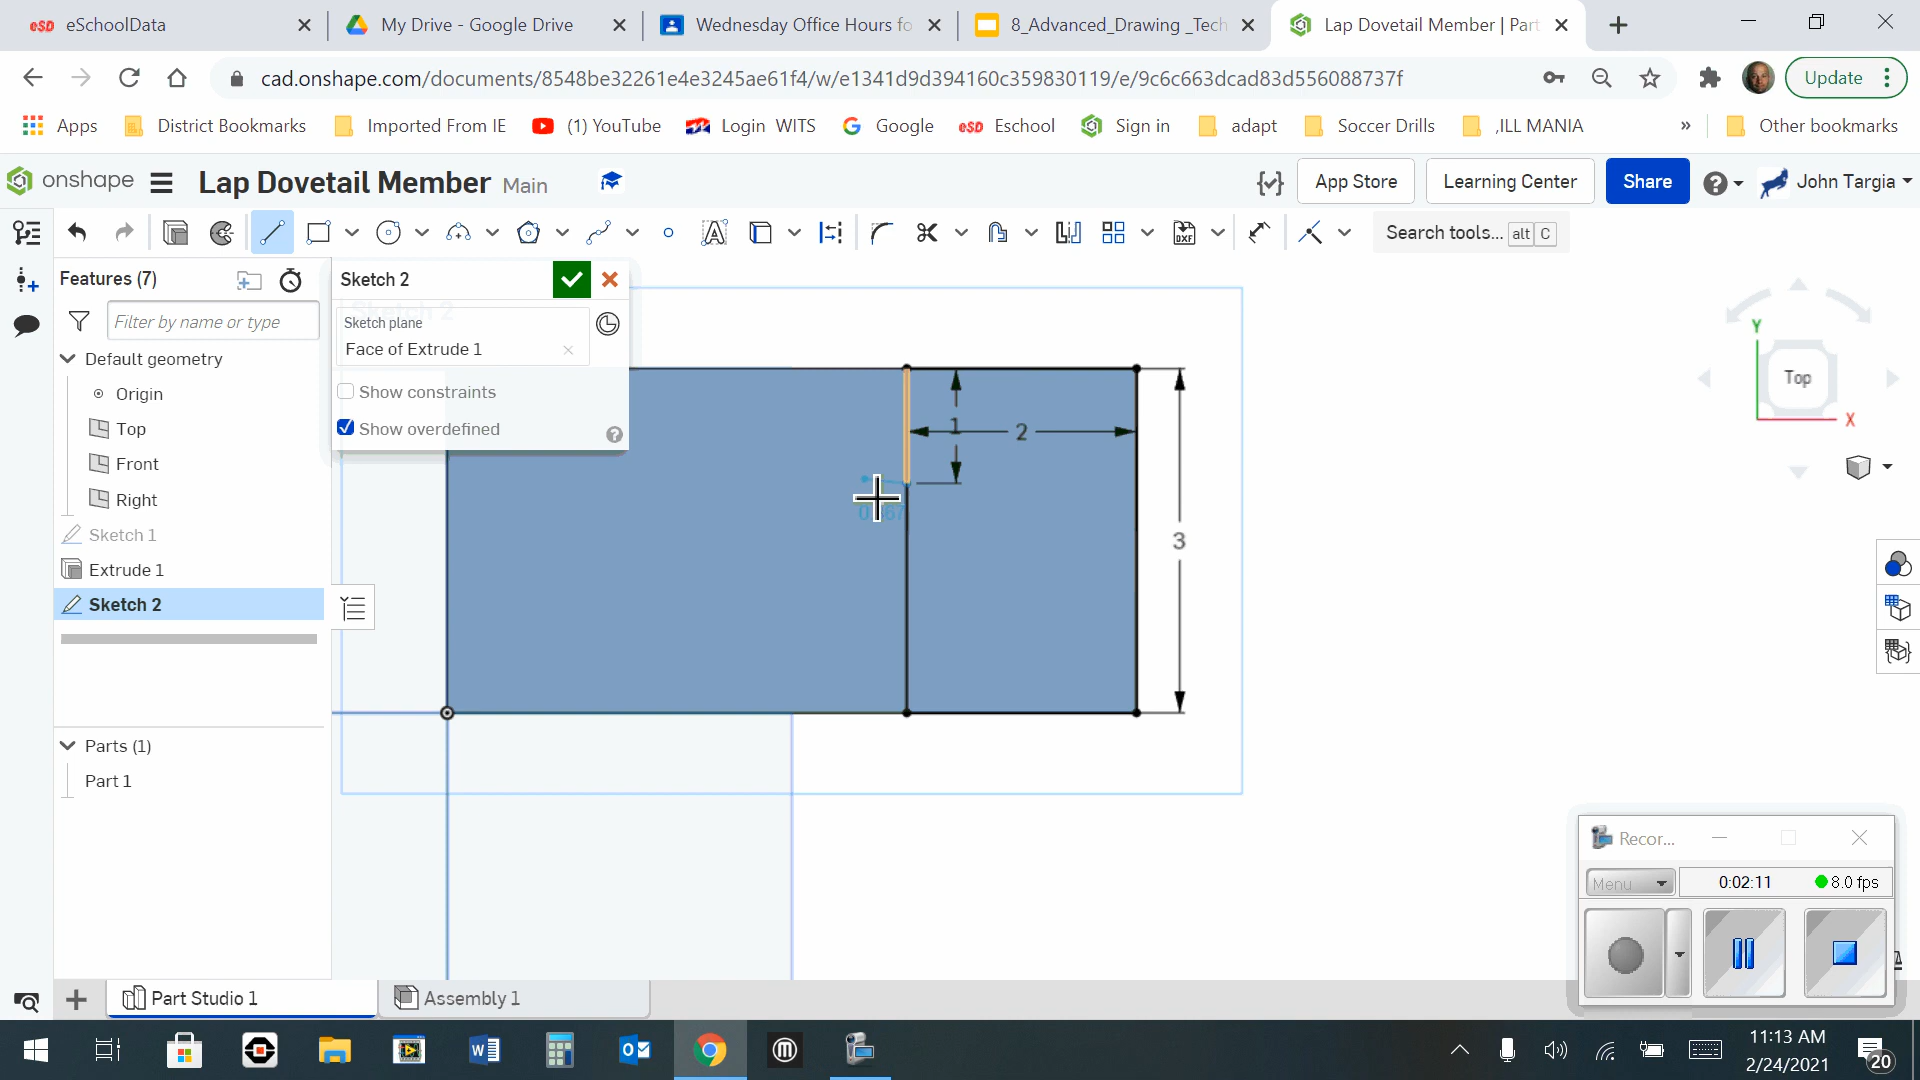 eSchoolData
My Drive - Google Drive
Wednesday Office Hours fo
8_Advanced_Drawing _Tech
Lap Dovetail Member | Part
cad.onshape.com/documents/8548be32261e4e3245ae61f4/w/e1341d9d394160c359830119/e/9c6c663dcad83d556088737f
Update
Apps
District Bookmarks
Imported From IE
(1) YouTube
Login WITS
Google
Eschool
Sign in
adapt
Soccer Drills
,ILL MANIA
»
Other bookmarks
onshape
Lap Dovetail Member Main
App Store
Learning Center
Share
John Targia
Search tools... alt C
Features (7)
Filter by name or type
Default geometry
Origin
Top
Front
Right
Sketch 1
Extrude 1
Sketch 2
Parts (1)
Part 1
Sketch 2
Sketch plane
Face of Extrude 1
Show constraints
Show overdefined
1
2
3
Y
Top
X
Recor...
Menu
0:02:11
8.0 fps
Part Studio 1
Assembly 1
11:13 AM
2/24/2021
20